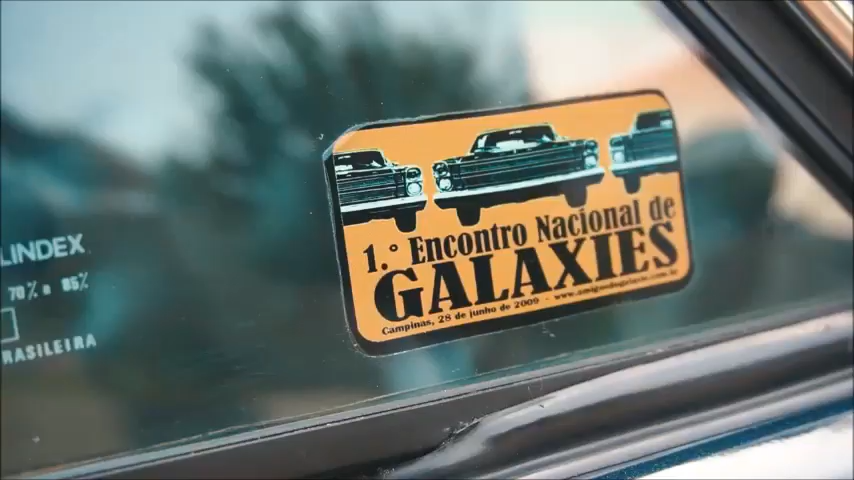 LINDEX
70% a 85%
RASILEIRA
1.º Encontro Nacional de
GALAXIES
Campinas, 28 de junho de 2009 - www.amigosdogalaxie.com.br